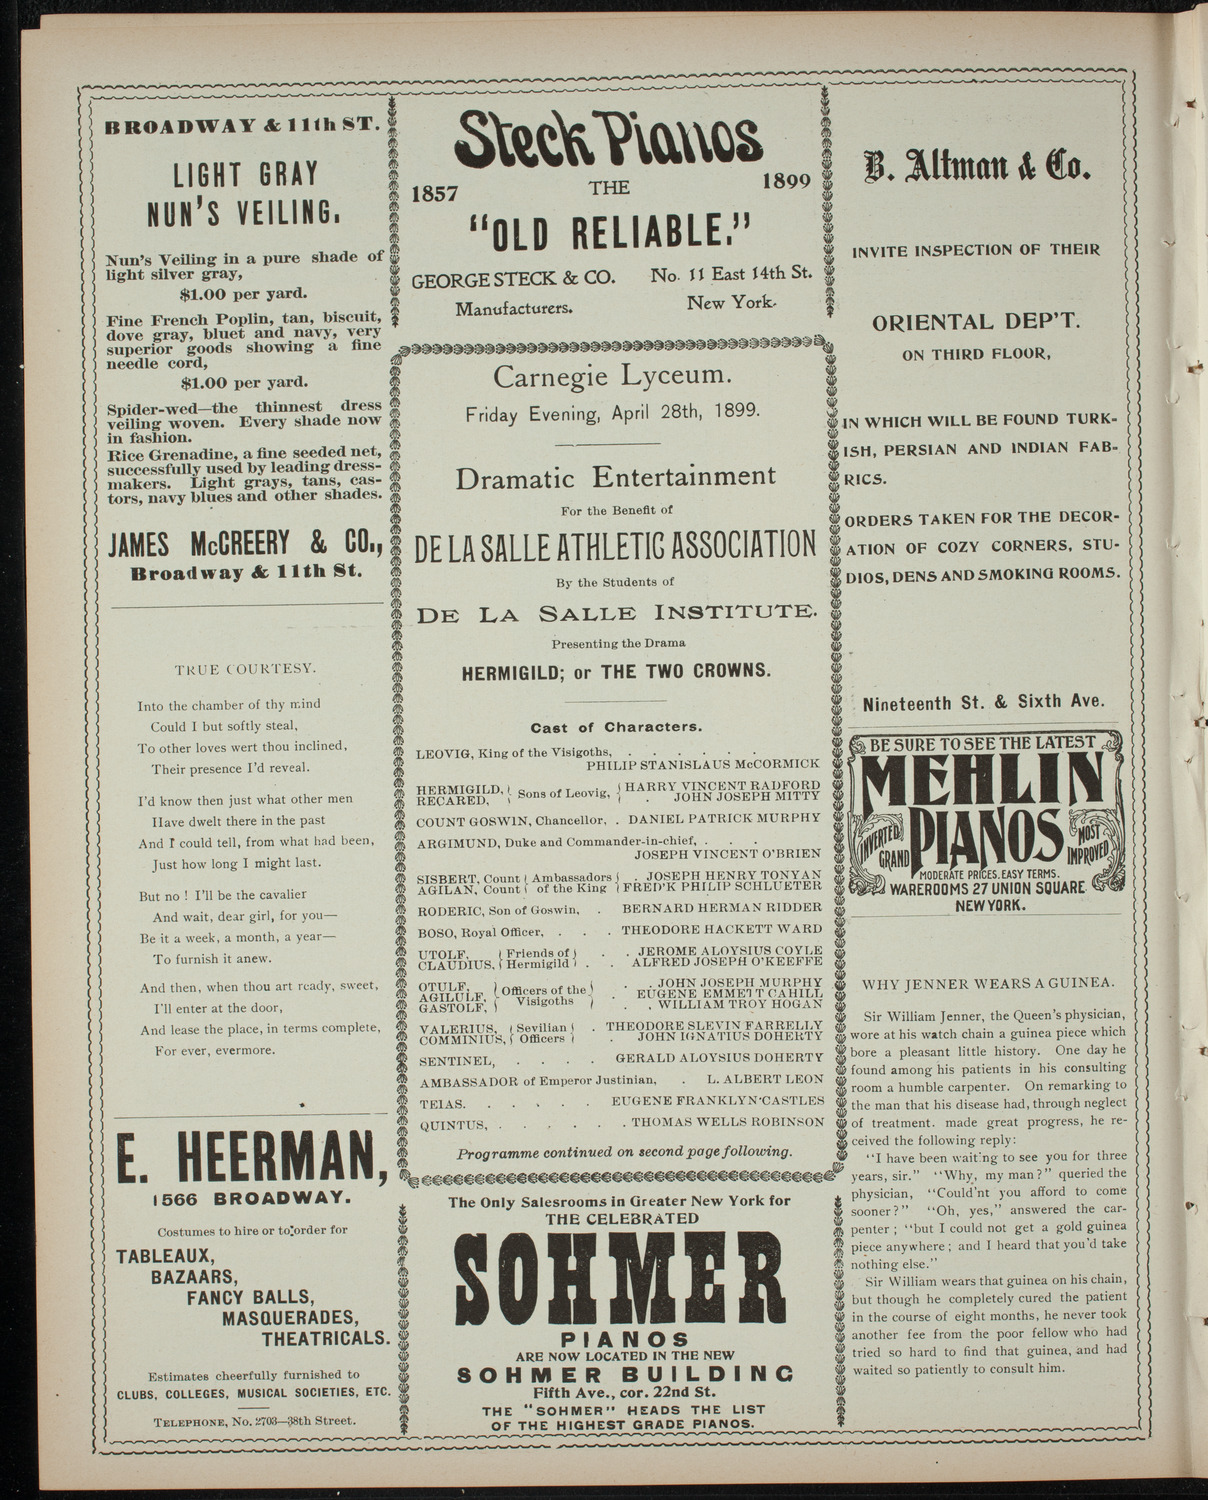 BROADWAY & 11th ST.
LIGHT GRAY
NUN'S VEILING.
Nun's Veiling in a pure shade of
light silver gray,
$1.00 per yard.
Fine French Poplin, tan, biscuit,
dove gray, bluet and navy, very
superior goods showing a fine
needle cord,
$1.00 per yard.
Spider-wed—the thinnest dress
veiling woven. Every shade now
in fashion.
Rice Grenadine, a fine seeded net,
successfully used by leading dress-
makers. Light grays, tans, cas-
tors, navy blues and other shades.
JAMES McCREERY & CO.,
Broadway & 11th St.
TRUE COURTESY.
Into the chamber of thy mind
Could I but softly steal,
To other loves wert thou inclined,
Their presence I'd reveal.
I'd know then just what other men
Have dwelt there in the past
And I could tell, from what had been,
Just how long I might last.
But no ! I'll be the cavalier
And wait, dear girl, for you—
Be it a week, a month, a year—
To furnish it anew.
And then, when thou art ready, sweet,
I'll enter at the door,
And lease the place, in terms complete,
For ever, evermore.
E. HEERMAN,
1566 BROADWAY.
Costumes to hire or to order for
TABLEAUX,
BAZAARS,
FANCY BALLS,
MASQUERADES,
THEATRICALS.
Estimates cheerfully furnished to
CLUBS, COLLEGES, MUSICAL SOCIETIES, ETC.
TELEPHONE, No. 2703—38th Street.
Steck Pianos
1857 THE 1899
"OLD RELIABLE."
GEORGE STECK & CO. No. 11 East 14th St.
Manufacturers. New York.
Carnegie Lyceum.
Friday Evening, April 28th, 1899.
Dramatic Entertainment
For the Benefit of
DE LA SALLE ATHLETIC ASSOCIATION
By the Students of
DE LA SALLE INSTITUTE.
Presenting the Drama
HERMIGILD; or THE TWO CROWNS.
Cast of Characters.
LEOVIG, King of the Visigoths, . . . . . .
PHILIP STANISLAUS McCORMICK
HERMIGILD, } Sons of Leovig, { HARRY VINCENT RADFORD
RECARED, } { . JOHN JOSEPH MITTY
COUNT GOSWIN, Chancellor, . DANIEL PATRICK MURPHY
ARGIMUND, Duke and Commander-in-chief, . . .
JOSEPH VINCENT O'BRIEN
SISBERT, Count { Ambassadors } . JOSEPH HENRY TONYAN
AGILAN, Count { of the King } FRED'K PHILIP SCHLUETER
RODERIC, Son of Goswin, . BERNARD HERMAN RIDDER
BOSO, Royal Officer, . . . THEODORE HACKETT WARD
UTOLF, { Friends of } . . JEROME ALOYSIUS COYLE
CLAUDIUS, { Hermigild } . . ALFRED JOSEPH O'KEEFFE
OTULF, } Officers of the { . . JOHN JOSEPH MURPHY
AGILULF, } Visigoths { . EUGENE EMMETT CAHILL
GASTOLF, } { . . WILLIAM TROY HOGAN
VALERIUS, { Sevilian } . THEODORE SLEVIN FARRELLY
COMMINIUS, { Officers } . JOHN IGNATIUS DOHERTY
SENTINEL, . . . . GERALD ALOYSIUS DOHERTY
AMBASSADOR of Emperor Justinian, . L. ALBERT LEON
TEIAS. . . . . . EUGENE FRANKLYN CASTLES
QUINTUS, . . . . . . THOMAS WELLS ROBINSON
Programme continued on second page following.
The Only Salesrooms in Greater New York for
THE CELEBRATED
SOHMER
PIANOS
ARE NOW LOCATED IN THE NEW
SOHMER BUILDING
Fifth Ave., cor. 22nd St.
THE "SOHMER" HEADS THE LIST
OF THE HIGHEST GRADE PIANOS.
B. Altman & Co.
INVITE INSPECTION OF THEIR
ORIENTAL DEP'T.
ON THIRD FLOOR,
IN WHICH WILL BE FOUND TURK-
ISH, PERSIAN AND INDIAN FAB-
RICS.
ORDERS TAKEN FOR THE DECOR-
ATION OF COZY CORNERS, STU-
DIOS, DENS AND SMOKING ROOMS.
Nineteenth St. & Sixth Ave.
BE SURE TO SEE THE LATEST
MEHLIN
PIANOS
INVERTED GRAND
MOST IMPROVED
MODERATE PRICES. EASY TERMS.
WAREROOMS 27 UNION SQUARE
NEW YORK.
WHY JENNER WEARS A GUINEA.
Sir William Jenner, the Queen's physician,
wore at his watch chain a guinea piece which
bore a pleasant little history. One day he
found among his patients in his consulting
room a humble carpenter. On remarking to
the man that his disease had, through neglect
of treatment. made great progress, he re-
ceived the following reply:
"I have been waiting to see you for three
years, sir." "Why, my man?" queried the
physician, "Could'nt you afford to come
sooner?" "Oh, yes," answered the car-
penter ; "but I could not get a gold guinea
piece anywhere ; and I heard that you'd take
nothing else."
Sir William wears that guinea on his chain,
but though he completely cured the patient
in the course of eight months, he never took
another fee from the poor fellow who had
tried so hard to find that guinea, and had
waited so patiently to consult him.